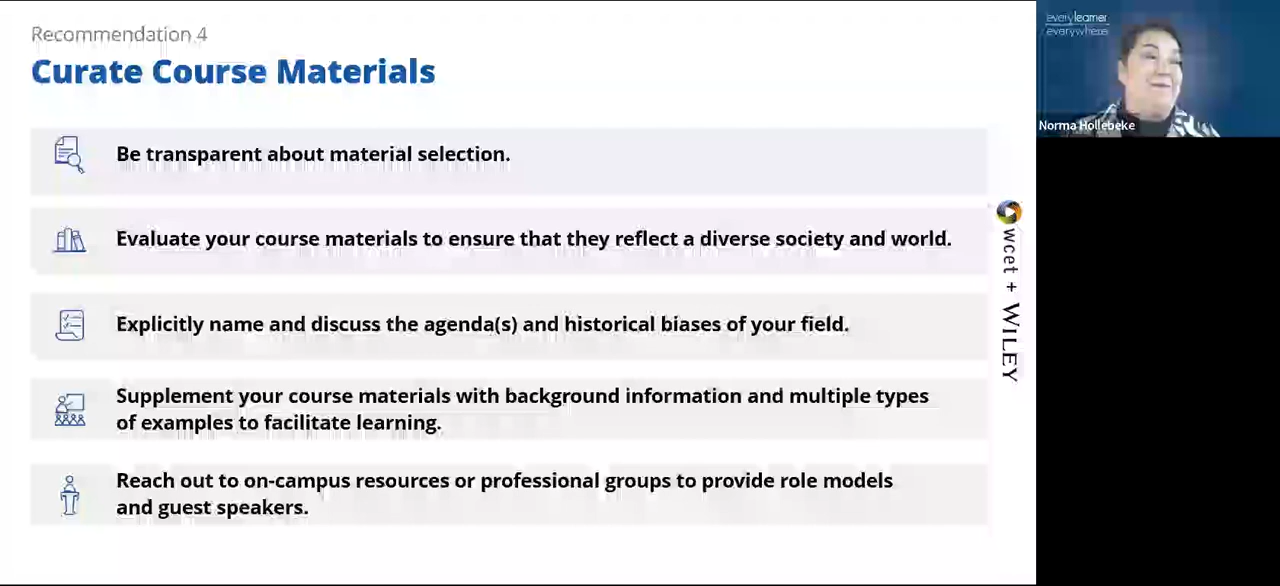 Recommendation 4
Curate Course Materials
Be transparent about material selection.
Evaluate your course materials to ensure that they reflect a diverse society and world.
Explicitly name and discuss the agenda(s) and historical biases of your field.
Supplement your course materials with background information and multiple types
of examples to facilitate learning.
Reach out to on-campus resources or professional groups to provide role models
and guest speakers.
wcet + WILEY
everylearner
everywhere
Norma Hollebeke